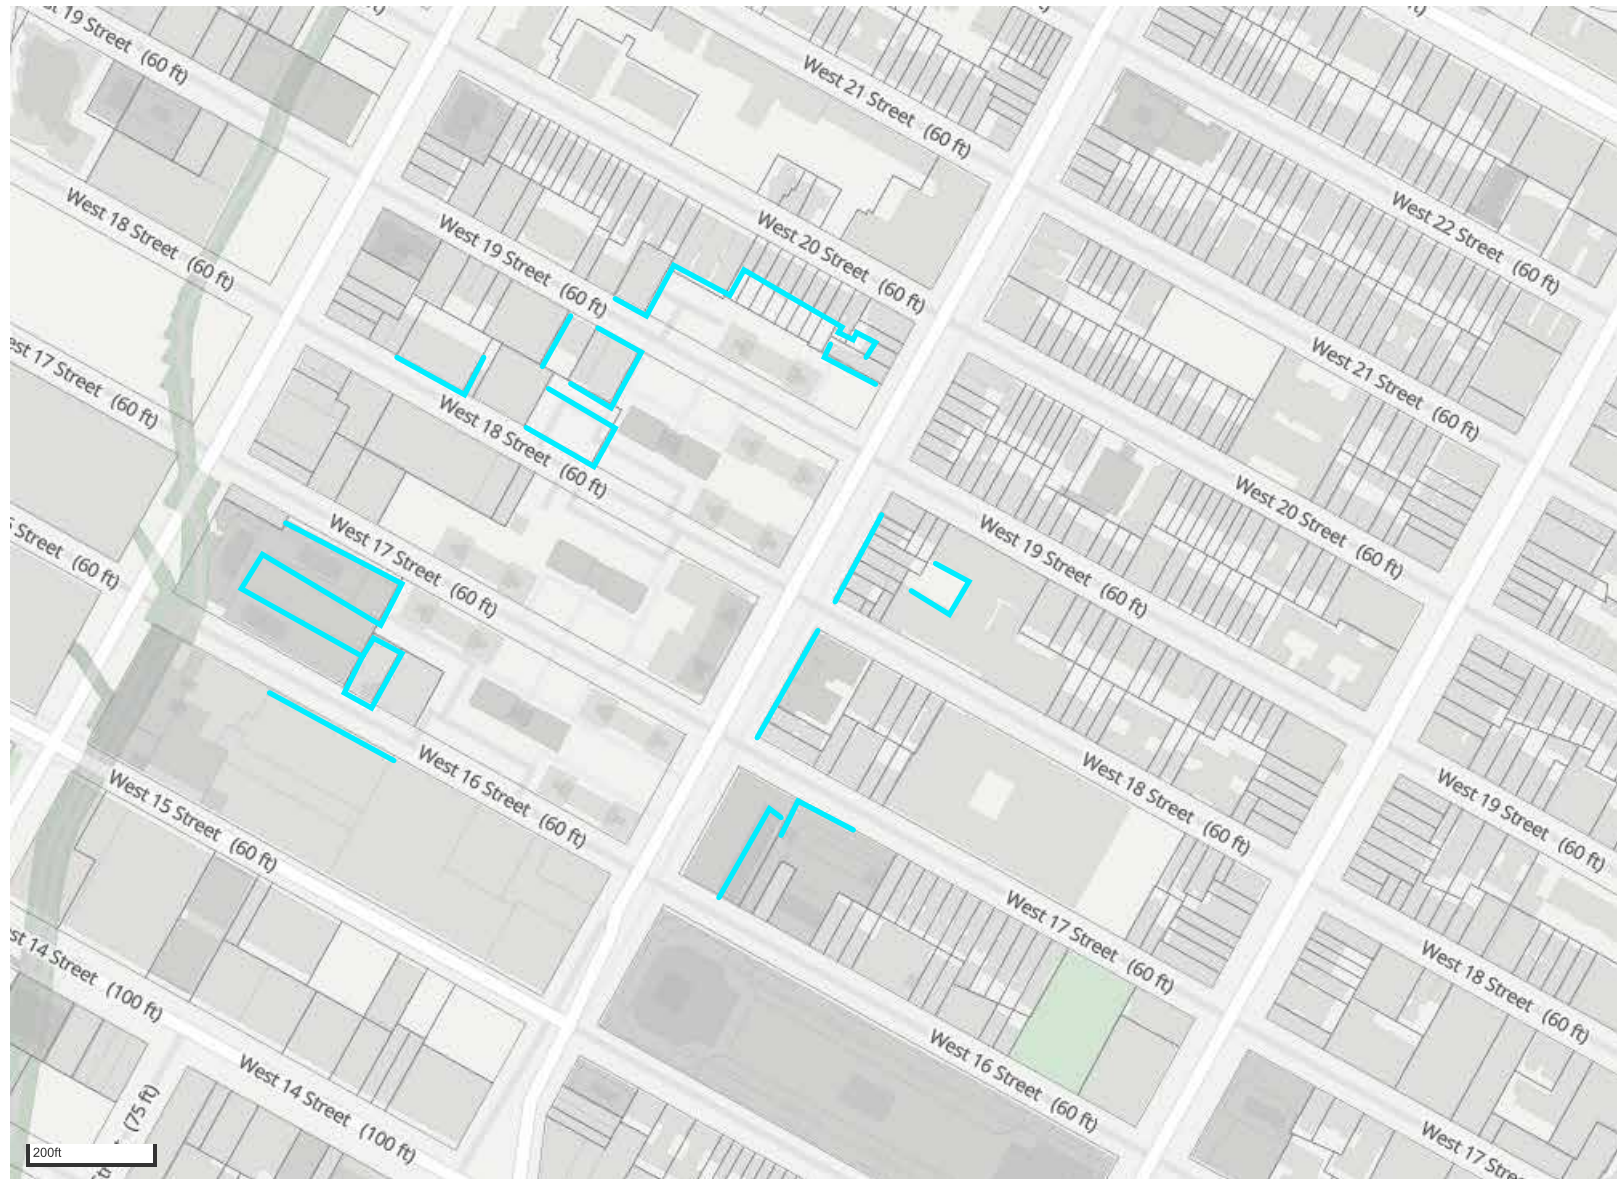 19 Street (60 ft)
West 21 Street (60 ft)
West 18 Street (60 ft)
West 19 Street (60 ft)
West 20 Street (60 ft)
West 22 Street (60 ft)
West 21 Street (60 ft)
West 17 Street (60 ft)
West 18 Street (60 ft)
West 20 Street (60 ft)
Street (60 ft)
West 17 Street (60 ft)
West 19 Street (60 ft)
West 15 Street (60 ft)
West 16 Street (60 ft)
West 18 Street (60 ft)
West 19 Street (60 ft)
West 14 Street (100 ft)
West 17 Street (60 ft)
West 18 Street (60 ft)
West 14 Street (100 ft)
West 16 Street (60 ft)
West 17 Street
(75 ft)
200ft